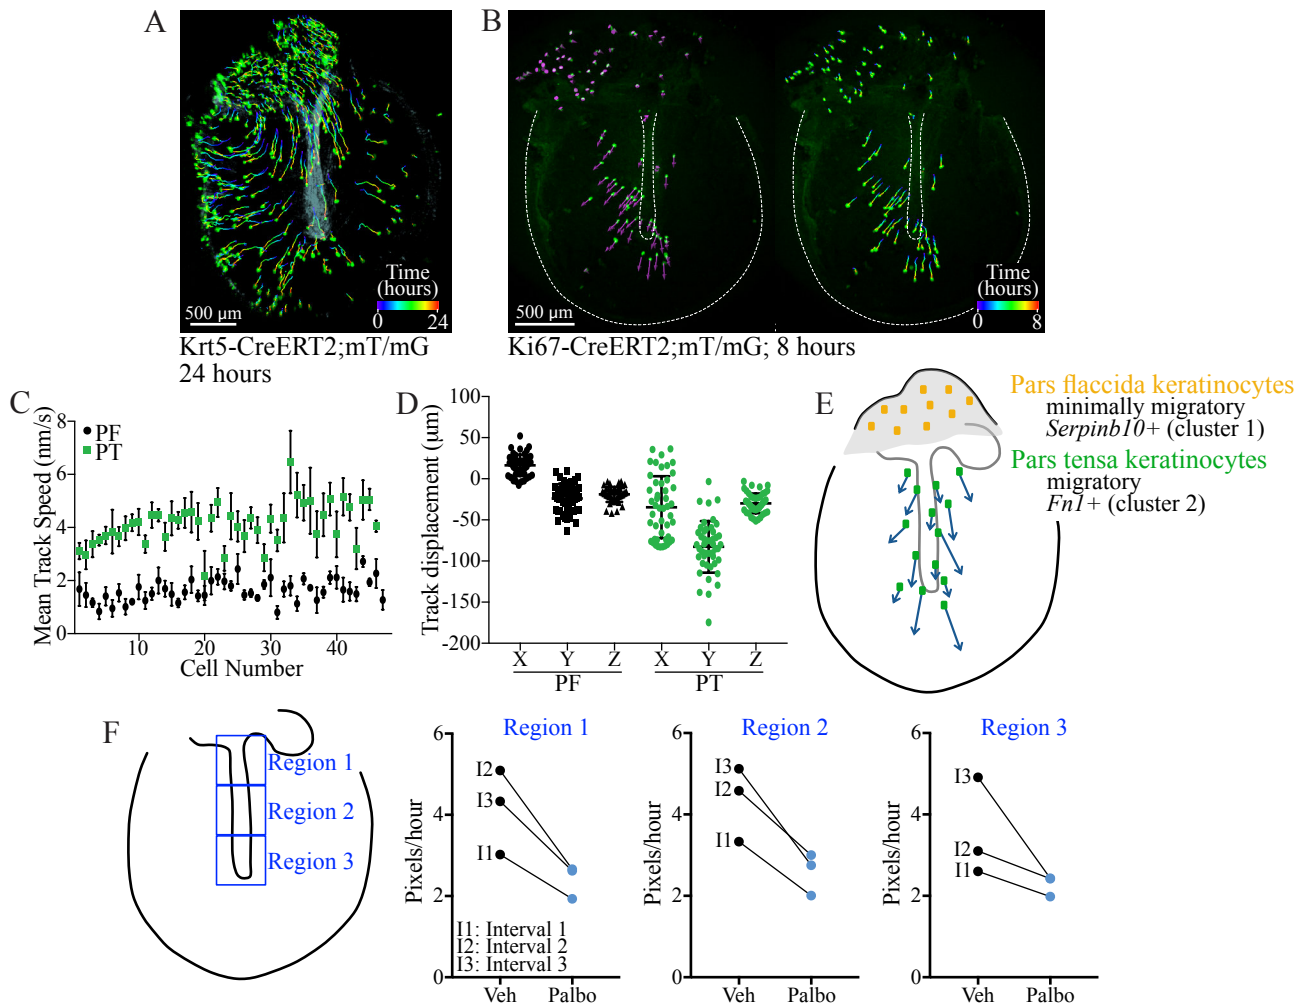 A
Time
(hours)
0 24
500 µm
Krt5-CreERT2;mT/mG
24 hours
B
Time
(hours)
0 8
500 µm
Ki67-CreERT2;mT/mG; 8 hours
C
Mean Track Speed (nm/s)
8
6
4
2
0
PF
PT
10 20 30 40
Cell Number
D
Track displacement (µm)
100
50
0
-50
-100
-150
-200
X Y Z X Y Z
PF PT
E
Pars flaccida keratinocytes
minimally migratory
Serpinb10+ (cluster 1)
Pars tensa keratinocytes
migratory
Fn1+ (cluster 2)
F
Region 1
Region 2
Region 3
Region 1
Pixels/hour
6
4
2
0
I2
I3
I1
I1: Interval 1
I2: Interval 2
I3: Interval 3
Veh Palbo
Region 2
Pixels/hour
6
4
2
0
I3
I2
I1
Veh Palbo
Region 3
Pixels/hour
6
4
2
0
I3
I2
I1
Veh Palbo